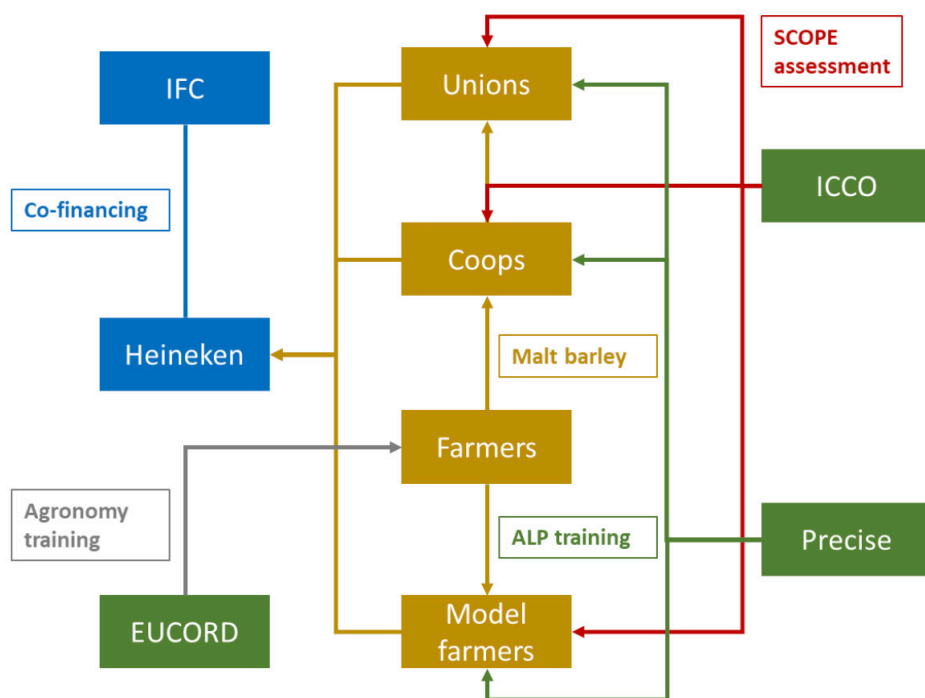 SCOPE
assessment
Unions
IFC
ICCO
Co-financing
Coops
Heineken
Malt barley
Farmers
Agronomy
training
ALP training
Precise
EUCORD
Model
farmers